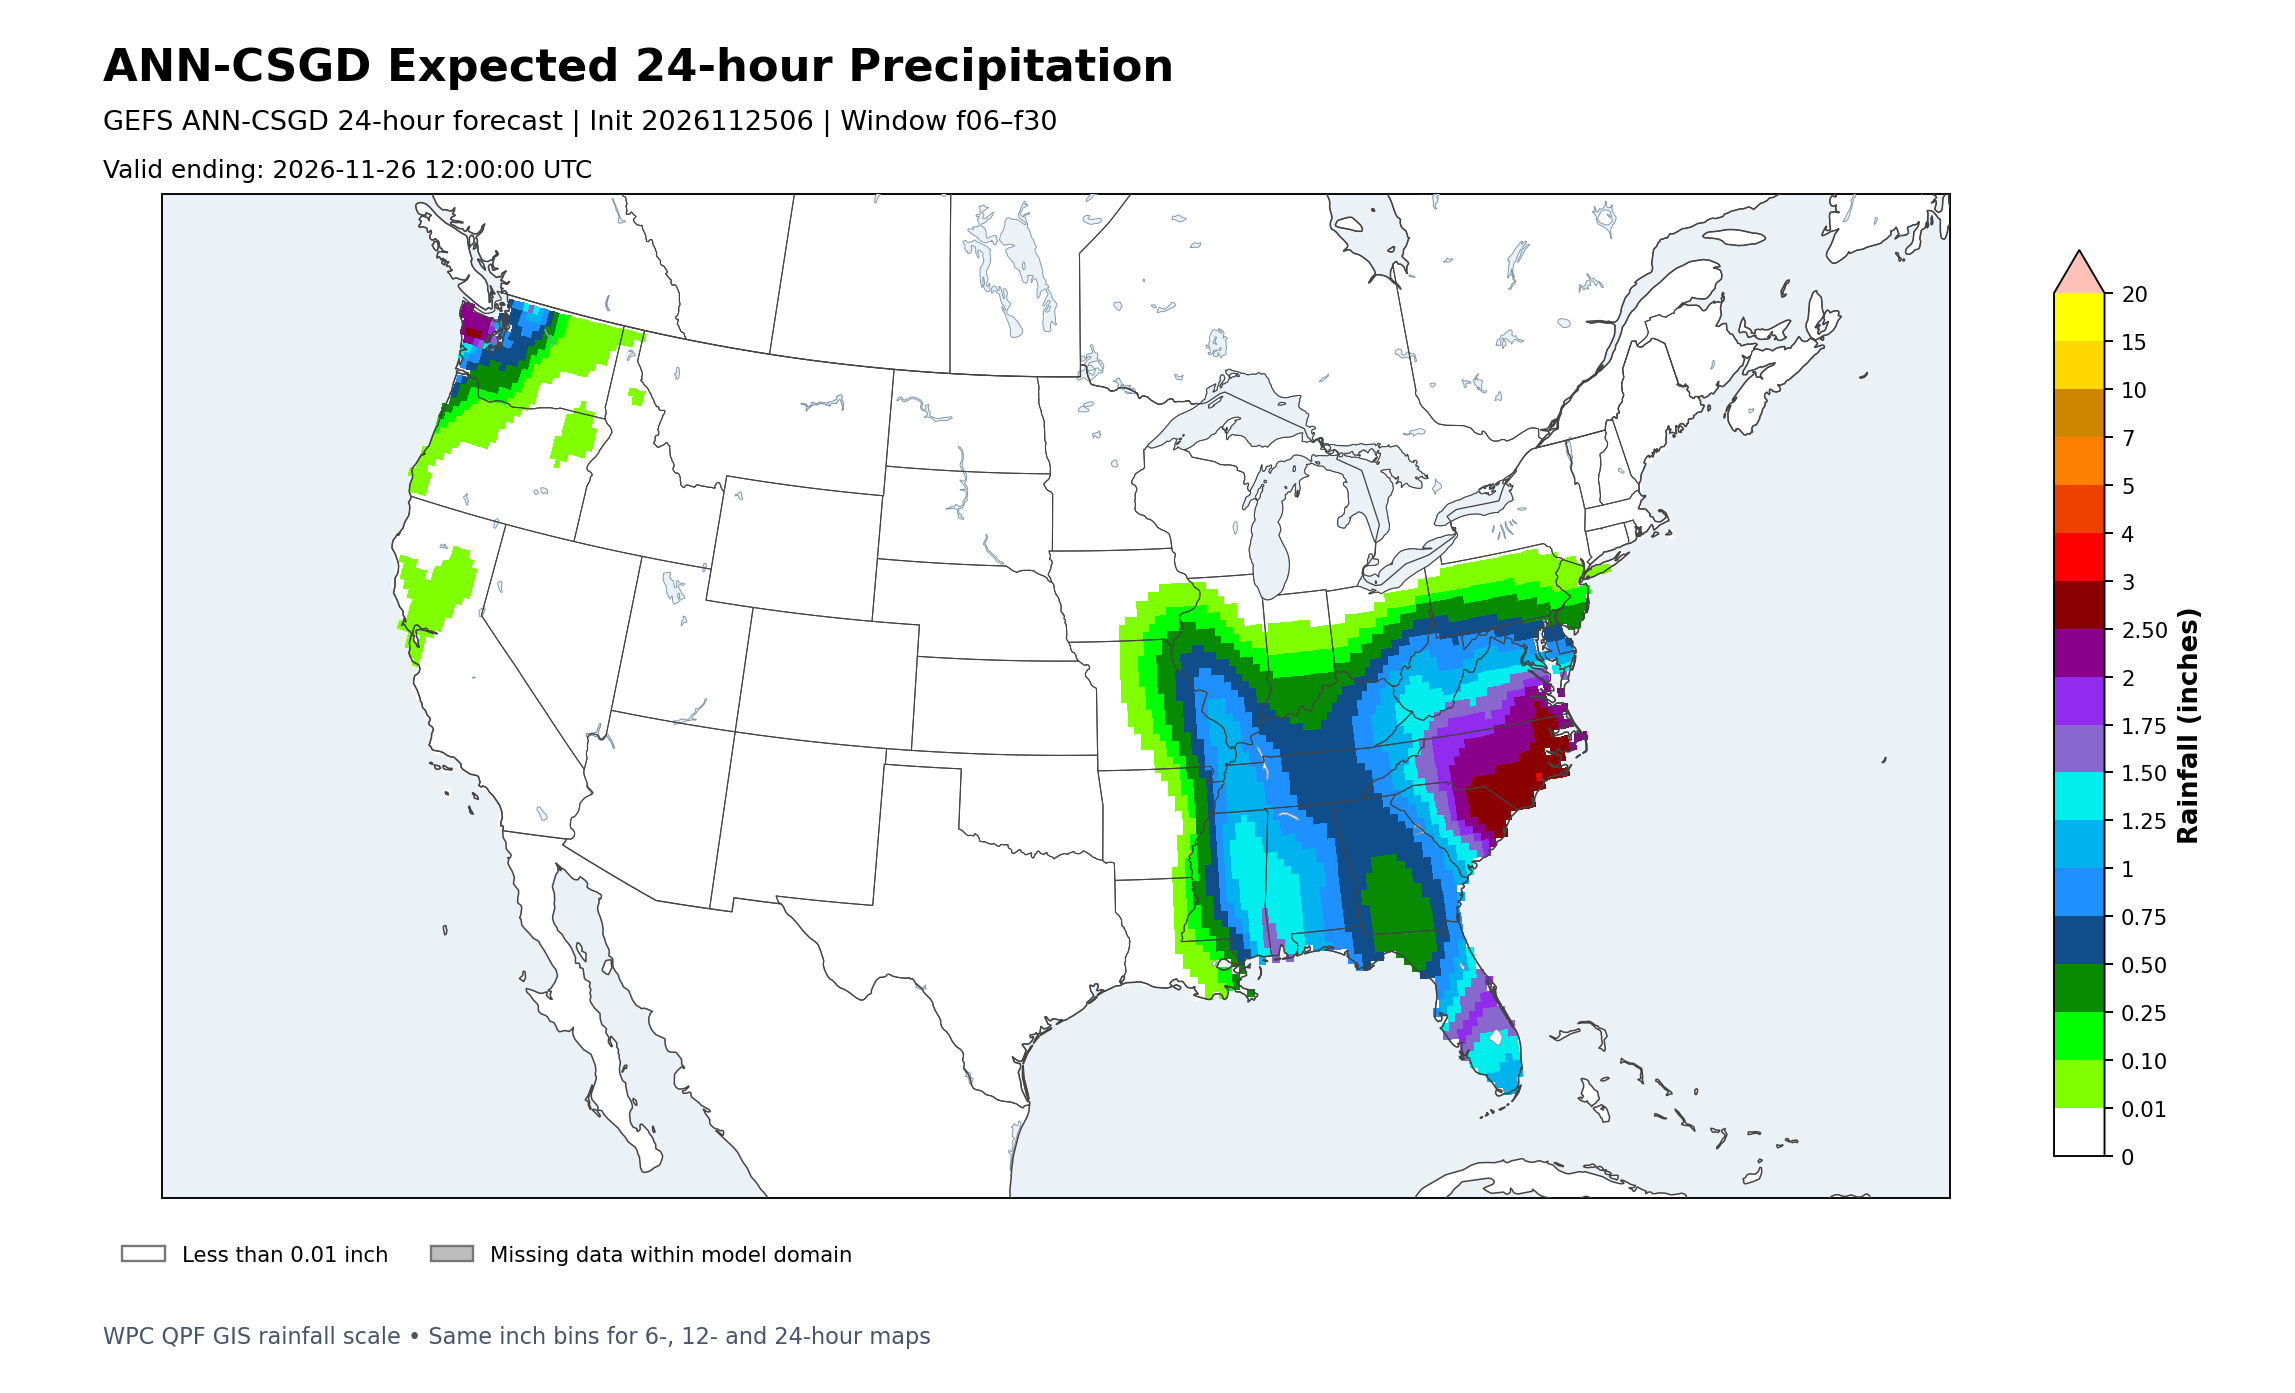 ANN-CSGD Expected 24-hour Precipitation
GEFS ANN-CSGD 24-hour forecast | Init 2026112506 | Window f06–f30
Valid ending: 2026-11-26 12:00:00 UTC
20
15
10
7
5
4
3
2.50
2
1.75
1.50
1.25
1
0.75
0.50
0.25
0.10
0.01
0
Rainfall (inches)
Less than 0.01 inch
Missing data within model domain
WPC QPF GIS rainfall scale • Same inch bins for 6-, 12- and 24-hour maps